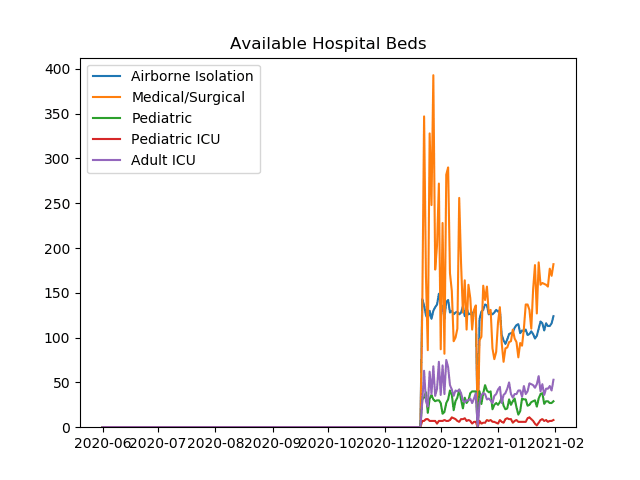 Available Hospital Beds
Airborne Isolation
Medical/Surgical
Pediatric
Pediatric ICU
Adult ICU
400
350
300
250
200
150
100
50
0
2020-06 2020-07 2020-08 2020-09 2020-10 2020-11 2020-12 2021-01 2021-02